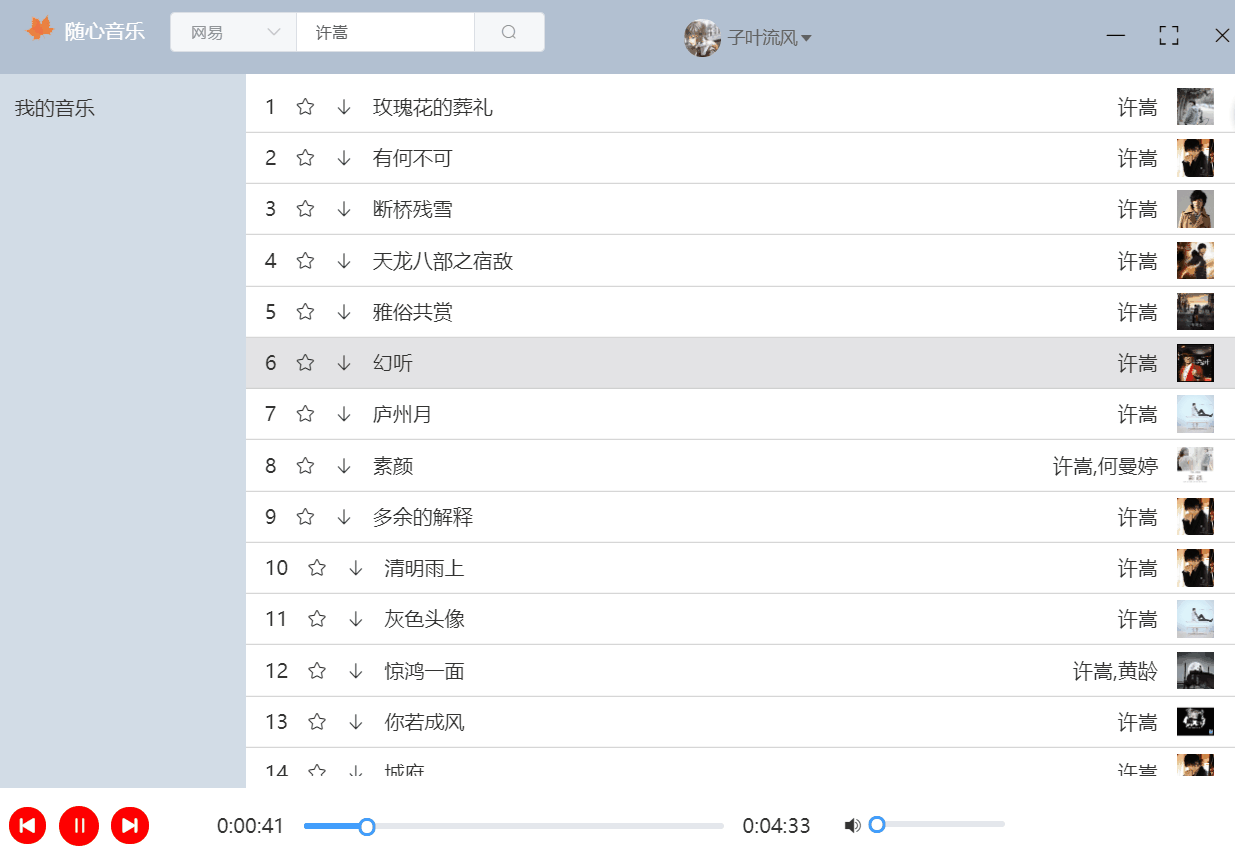 随心音乐 网易 许嵩 子叶流风
我的音乐
1 玫瑰花的葬礼 许嵩
2 有何不可 许嵩
3 断桥残雪 许嵩
4 天龙八部之宿敌 许嵩
5 雅俗共赏 许嵩
6 幻听 许嵩
7 庐州月 许嵩
8 素颜 许嵩,何曼婷
9 多余的解释 许嵩
10 清明雨上 许嵩
11 灰色头像 许嵩
12 惊鸿一面 许嵩,黄龄
13 你若成风 许嵩
14 城府 许嵩
0:00:41 0:04:33